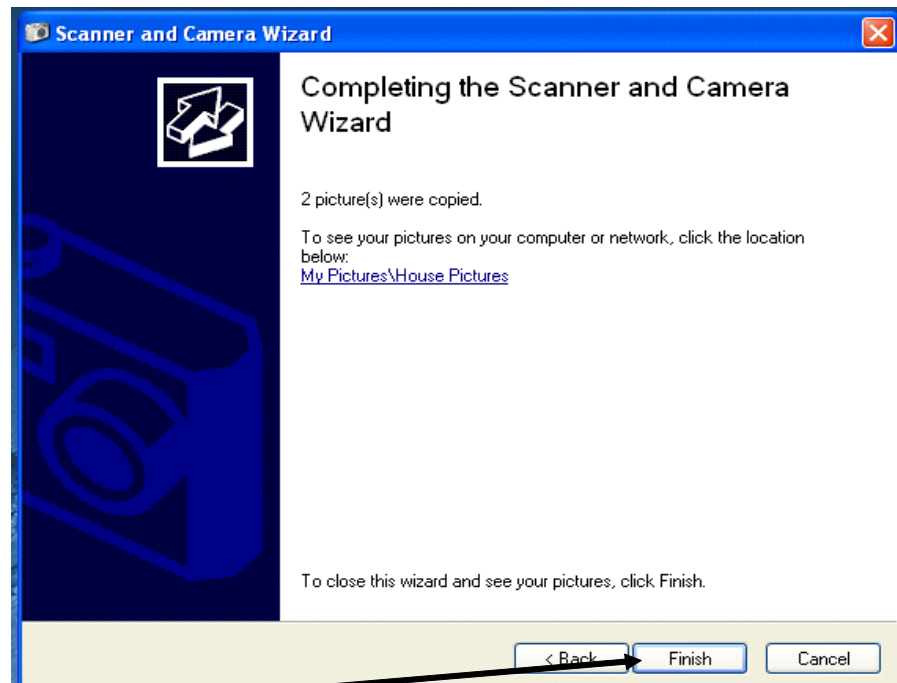 Scanner and Camera Wizard
Completing the Scanner and Camera
Wizard
2 picture(s) were copied.
To see your pictures on your computer or network, click the location
below:
My Pictures\House Pictures
To close this wizard and see your pictures, click Finish.
< Back Finish Cancel